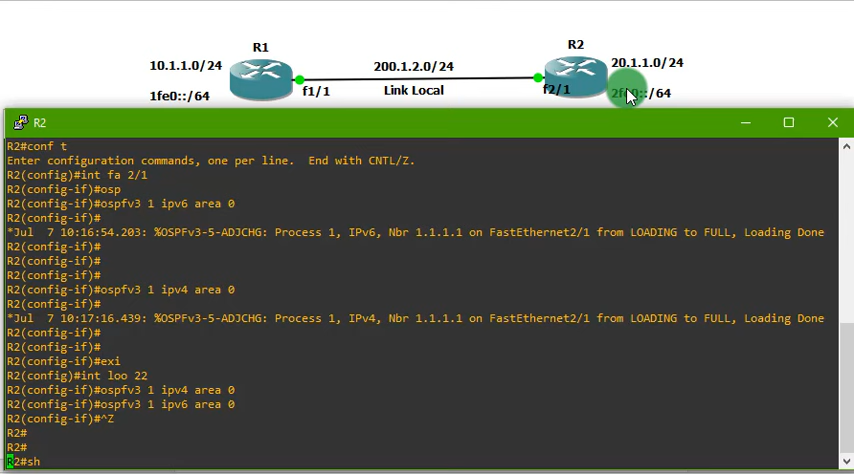 R1
R2
10.1.1.0/24
200.1.2.0/24
20.1.1.0/24
1fe0::/64
f1/1
Link Local
f2/1
2fe0::/64
R2
R2#conf t
Enter configuration commands, one per line.  End with CNTL/Z.
R2(config)#int fa 2/1
R2(config-if)#osp
R2(config-if)#ospfv3 1 ipv6 area 0
R2(config-if)#
*Jul  7 10:16:54.203: %OSPFv3-5-ADJCHG: Process 1, IPv6, Nbr 1.1.1.1 on FastEthernet2/1 from LOADING to FULL, Loading Done
R2(config-if)#
R2(config-if)#
R2(config-if)#
R2(config-if)#ospfv3 1 ipv4 area 0
R2(config-if)#
*Jul  7 10:17:16.439: %OSPFv3-5-ADJCHG: Process 1, IPv4, Nbr 1.1.1.1 on FastEthernet2/1 from LOADING to FULL, Loading Done
R2(config-if)#
R2(config-if)#
R2(config-if)#exi
R2(config)#int loo 22
R2(config-if)#ospfv3 1 ipv4 area 0
R2(config-if)#ospfv3 1 ipv6 area 0
R2(config-if)#^Z
R2#
R2#
R2#sh